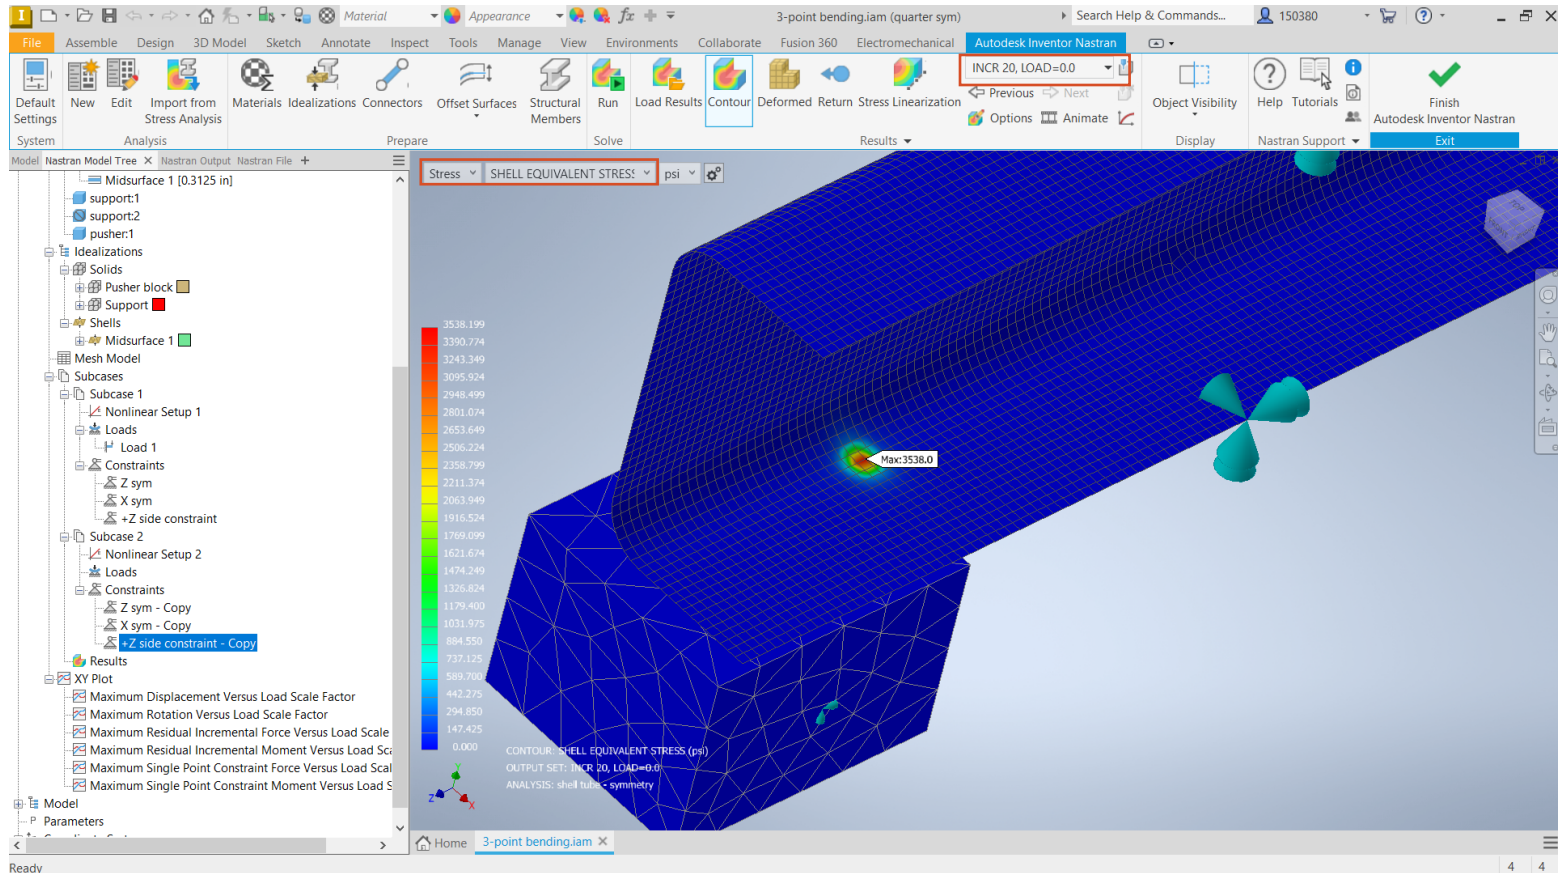 Material
Appearance
3-point bending.iam (quarter sym)
Search Help & Commands...
150380
File
Assemble
Design
3D Model
Sketch
Annotate
Inspect
Tools
Manage
View
Environments
Collaborate
Fusion 360
Electromechanical
Autodesk Inventor Nastran
Default Settings
New
Edit
Import from Stress Analysis
Materials
Idealizations
Connectors
Offset Surfaces
Structural Members
Run
Load Results
Contour
Deformed
Return
Stress Linearization
INCR 20, LOAD=0.0
Previous
Next
Options
Animate
Object Visibility
Help
Tutorials
Finish Autodesk Inventor Nastran
System
Analysis
Prepare
Solve
Results
Display
Nastran Support
Exit
Model
Nastran Model Tree
Nastran Output
Nastran File
Midsurface 1 [0.3125 in]
support:1
support:2
pusher:1
Idealizations
Solids
Pusher block
Support
Shells
Midsurface 1
Mesh Model
Subcases
Subcase 1
Nonlinear Setup 1
Loads
Load 1
Constraints
Z sym
X sym
+Z side constraint
Subcase 2
Nonlinear Setup 2
Loads
Constraints
Z sym - Copy
X sym - Copy
+Z side constraint - Copy
Results
XY Plot
Maximum Displacement Versus Load Scale Factor
Maximum Rotation Versus Load Scale Factor
Maximum Residual Incremental Force Versus Load Scale
Maximum Residual Incremental Moment Versus Load Sca
Maximum Single Point Constraint Force Versus Load Scal
Maximum Single Point Constraint Moment Versus Load S
Model
Parameters
Stress
SHELL EQUIVALENT STRESS
psi
3538.199
3390.774
3243.349
3095.924
2948.499
2801.074
2653.649
2506.224
2358.799
2211.374
2063.949
1916.524
1769.099
1621.674
1474.249
1326.824
1179.400
1031.975
884.550
737.125
589.700
442.275
294.850
147.425
0.000
Max:3538.0
CONTOUR: SHELL EQUIVALENT STRESS (psi)
OUTPUT SET: INCR 20, LOAD=0.0
ANALYSIS: shell tube - symmetry
Y
Z
X
Home
3-point bending.iam
Ready
4
4